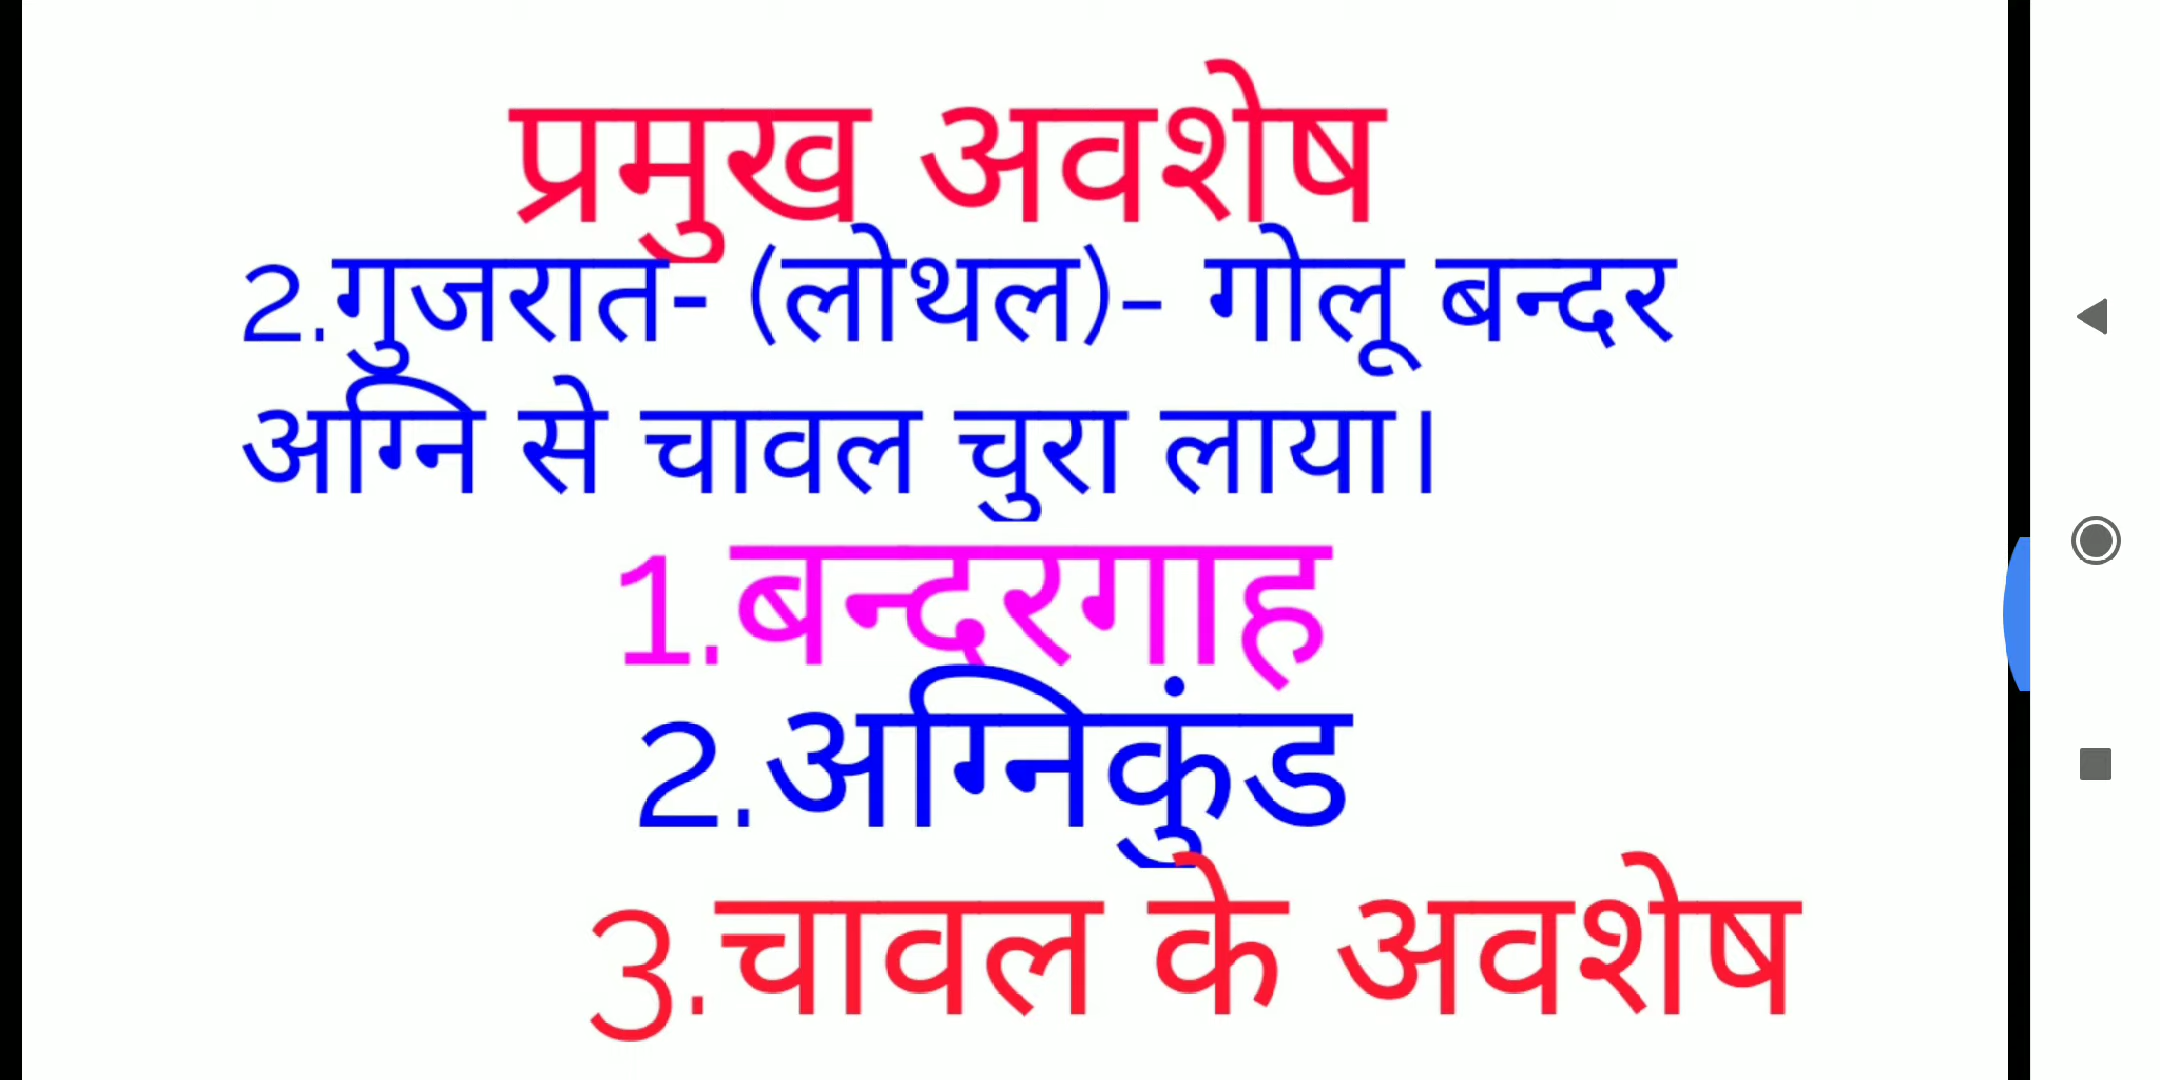 प्रमुख अवशेष
2.गुजरात- (लोथल)- गोलू बन्दर
अग्नि से चावल चुरा लाया।
1.बन्दरगाह
2.अग्निकुंड
3.चावल के अवशेष